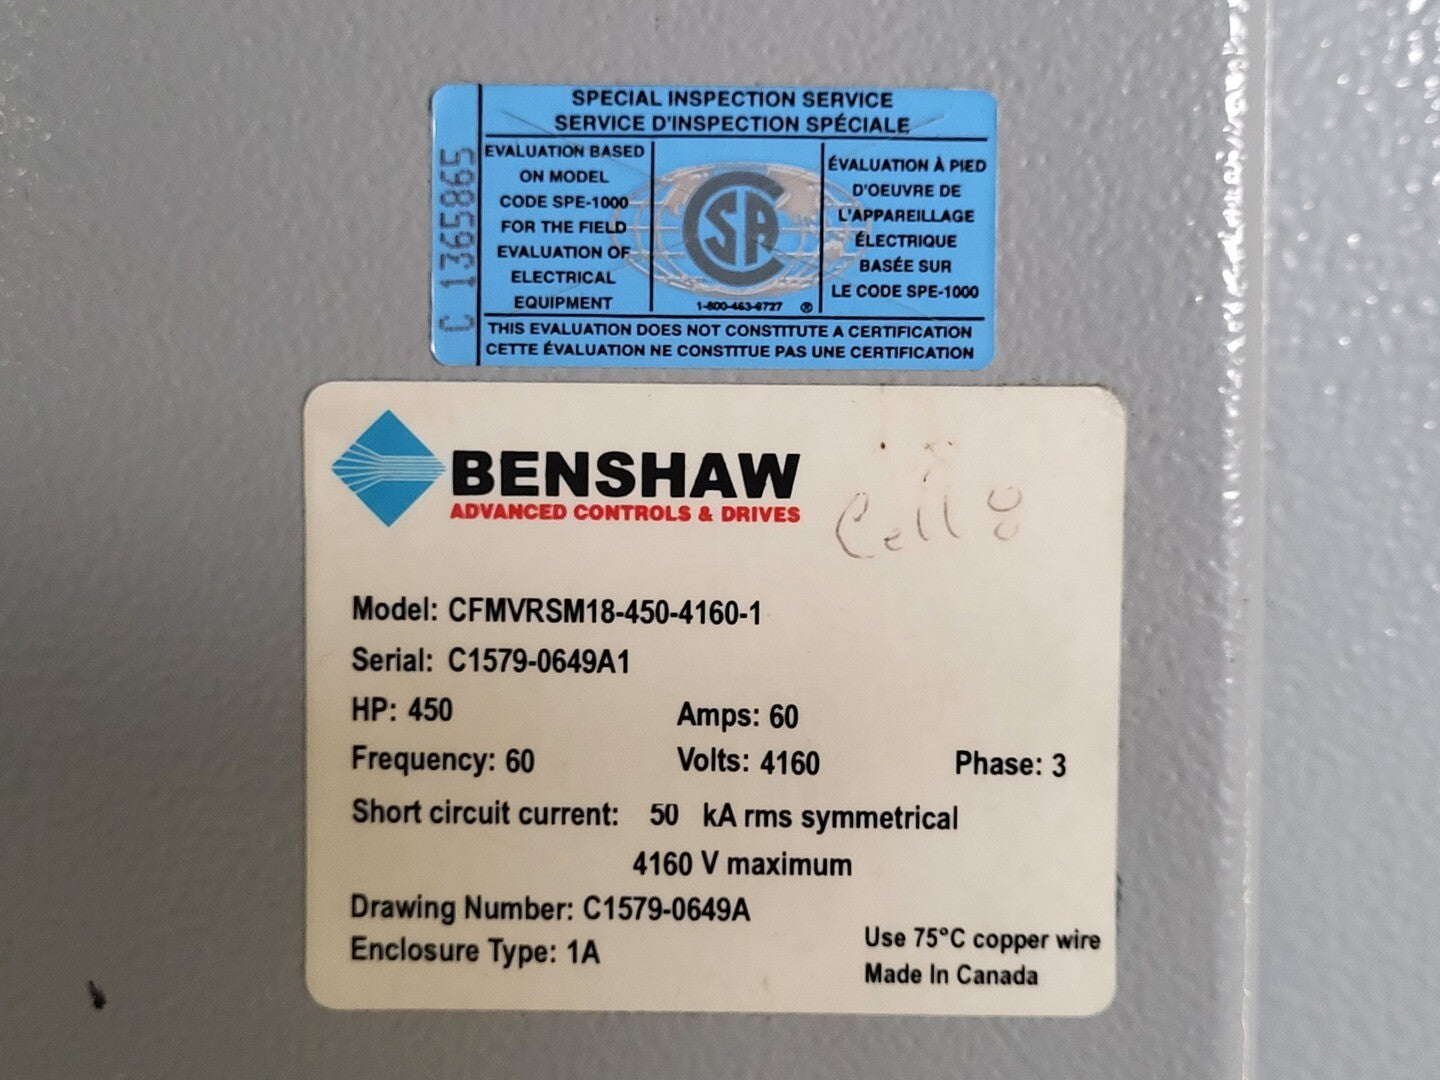 SPECIAL INSPECTION SERVICE
SERVICE D'INSPECTION SPÉCIALE
C 1365865
EVALUATION BASED
ON MODEL
CODE SPE-1000
FOR THE FIELD
EVALUATION OF
ELECTRICAL
EQUIPMENT
CSA
1-800-463-6727 ®
ÉVALUATION À PIED
D'OEUVRE DE
L'APPAREILLAGE
ÉLECTRIQUE
BASÉE SUR
LE CODE SPE-1000
THIS EVALUATION DOES NOT CONSTITUTE A CERTIFICATION
CETTE ÉVALUATION NE CONSTITUE PAS UNE CERTIFICATION
BENSHAW
ADVANCED CONTROLS & DRIVES
Cell 8
Model: CFMVRSM18-450-4160-1
Serial: C1579-0649A1
HP: 450 Amps: 60
Frequency: 60 Volts: 4160 Phase: 3
Short circuit current: 50 kA rms symmetrical
4160 V maximum
Drawing Number: C1579-0649A
Enclosure Type: 1A
Use 75°C copper wire
Made In Canada